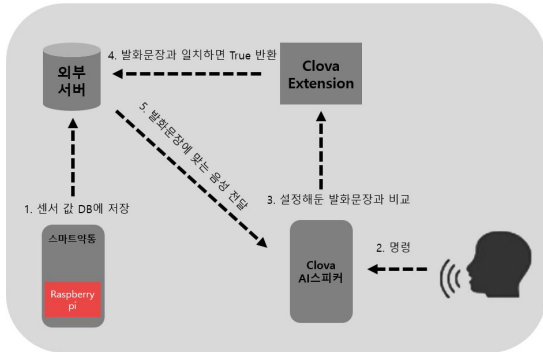 4. 발화문장과 일치하면 True 반환
외부
서버
Clova
Extension
5. 발화문장에 맞는 음성 전달
1. 센서 값 DB에 저장
3. 설정해둔 발화문장과 비교
스마트약통
Raspberry
pi
Clova
AI스피커
2. 명령